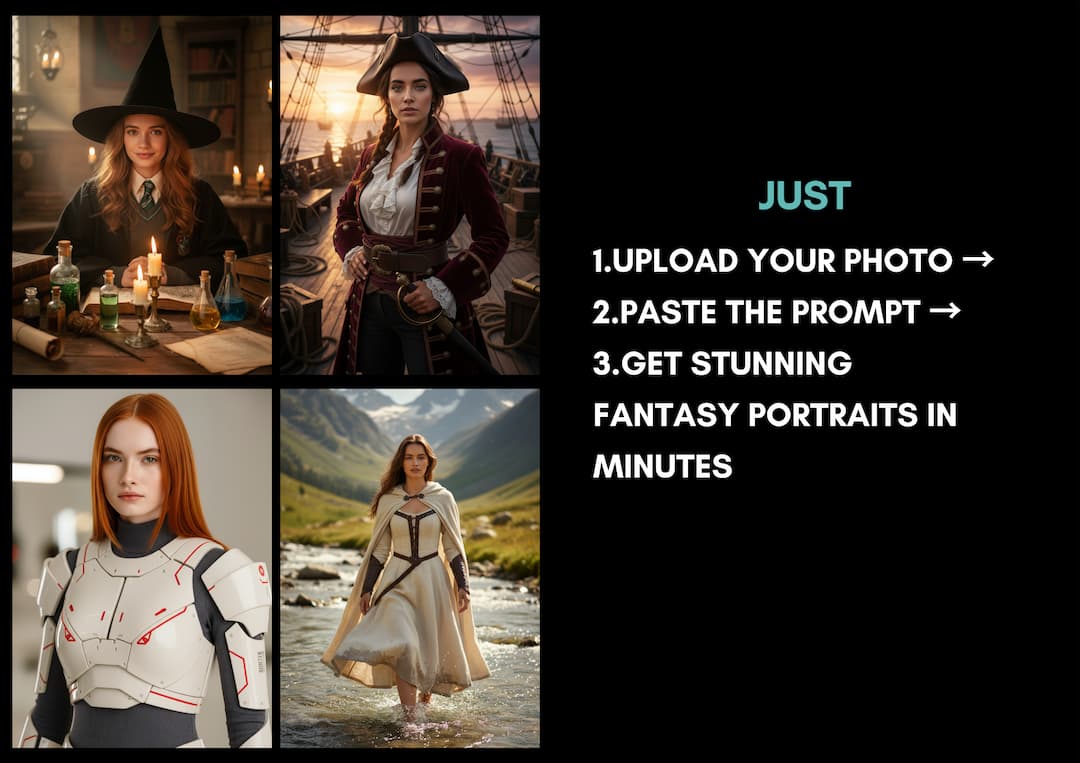 JUST
1.UPLOAD YOUR PHOTO →
2.PASTE THE PROMPT →
3.GET STUNNING
FANTASY PORTRAITS IN
MINUTES